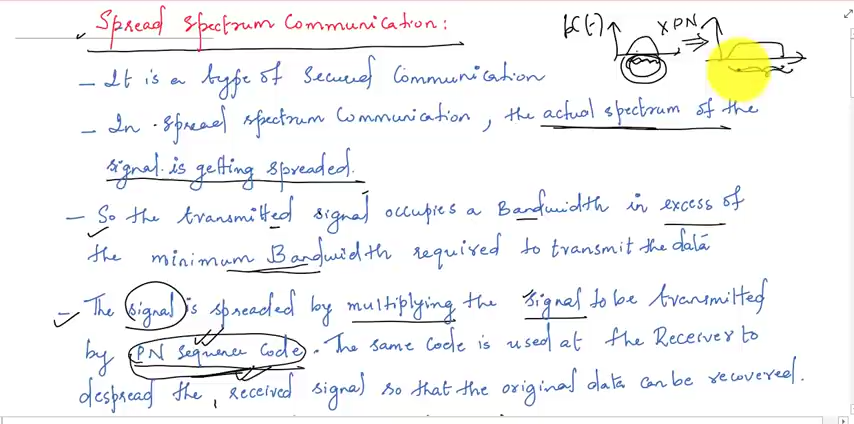 Spread spectrum Communication:
x PN
- It is a type of Secured Communication
- In spread spectrum Communication, the actual spectrum of the
signal is getting spreaded.
- So the transmitted signal occupies a Bandwidth in excess of
the minimum Bandwidth required to transmit the data
- The signal is spreaded by multiplying the signal to be transmitted
by PN sequence Code. The same Code is used at the Receiver to
despread the received signal so that the original data can be recovered.